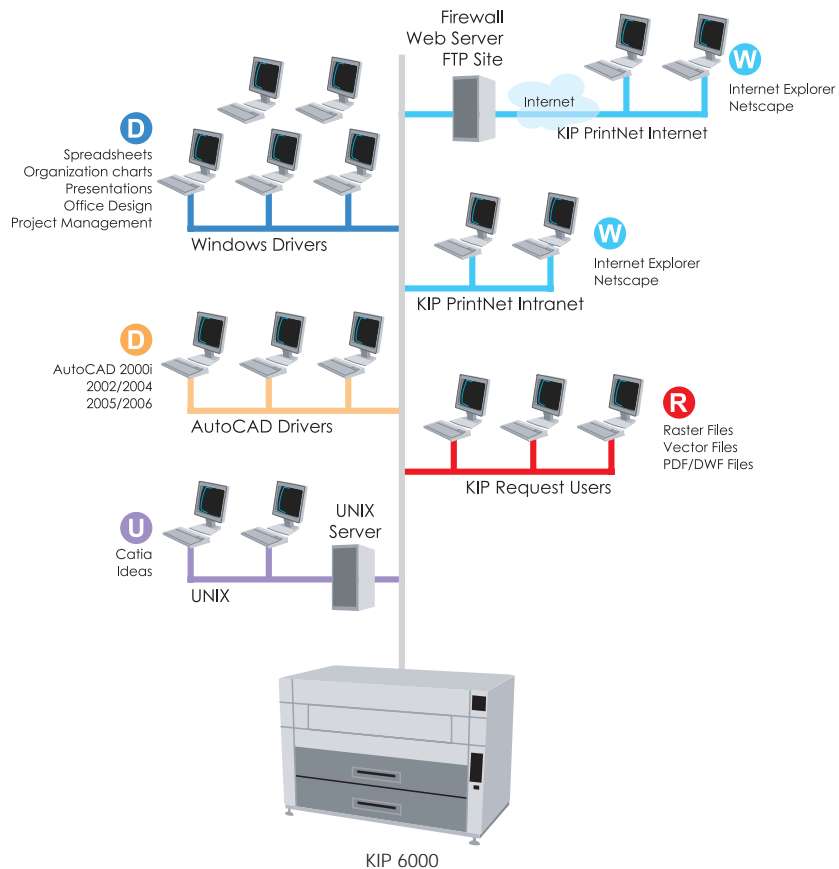 Firewall
Web Server
FTP Site
Internet
W
Internet Explorer
Netscape
KIP PrintNet Internet
D
Spreadsheets
Organization charts
Presentations
Office Design
Project Management
Windows Drivers
W
Internet Explorer
Netscape
KIP PrintNet Intranet
D
AutoCAD 2000i
2002/2004
2005/2006
AutoCAD Drivers
R
Raster Files
Vector Files
PDF/DWF Files
KIP Request Users
U
Catia
Ideas
UNIX
Server
UNIX
KIP 6000